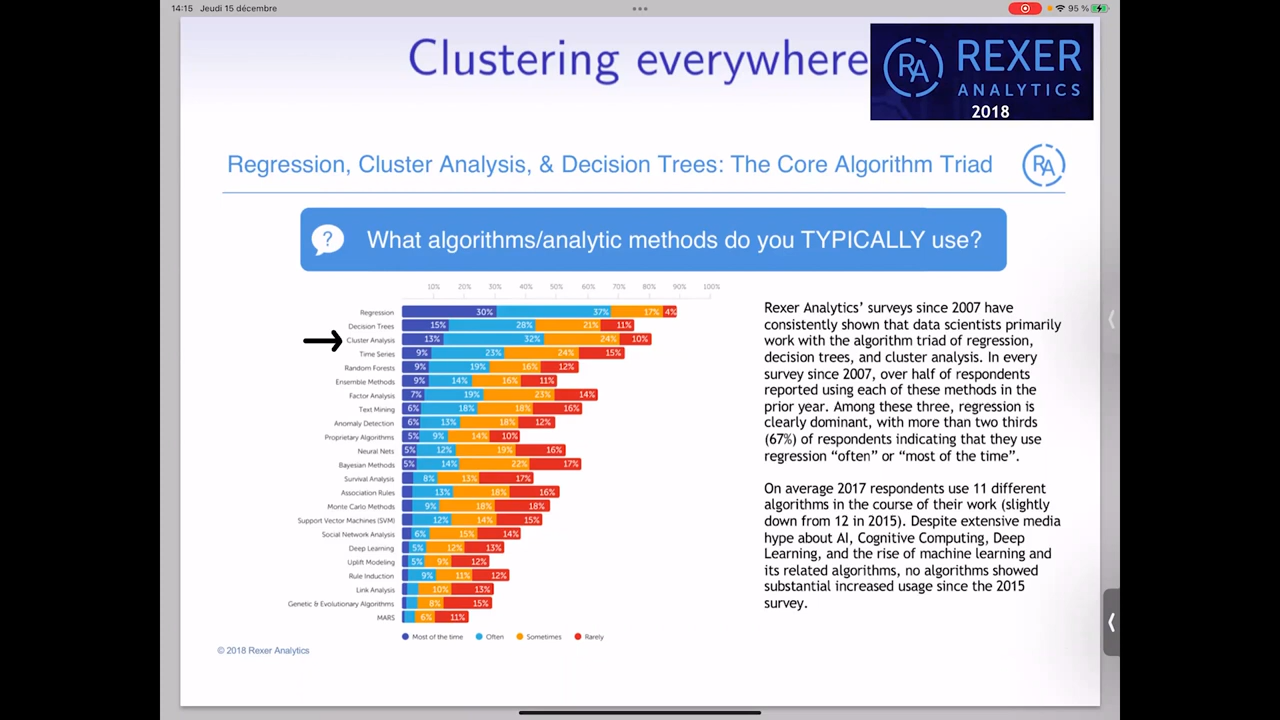 14:15 Jeudi 15 décembre
95 %
Clustering everywhere
RA REXER
ANALYTICS
2018
Regression, Cluster Analysis, & Decision Trees: The Core Algorithm Triad
RA
? What algorithms/analytic methods do you TYPICALLY use?
10% 20% 30% 40% 50% 60% 70% 80% 90% 100%
Regression 30% 37% 17% 4%
Decision Trees 15% 28% 21% 11%
Cluster Analysis 13% 32% 24% 10%
Time Series 9% 23% 24% 15%
Random Forests 9% 19% 16% 12%
Ensemble Methods 9% 14% 16% 11%
Factor Analysis 7% 19% 23% 14%
Text Mining 6% 18% 18% 16%
Anomaly Detection 6% 13% 18% 12%
Proprietary Algorithms 5% 9% 14% 10%
Neural Nets 5% 12% 19% 16%
Bayesian Methods 5% 14% 22% 17%
Survival Analysis 8% 13% 17%
Association Rules 13% 18% 16%
Monte Carlo Methods 9% 18% 18%
Support Vector Machines (SVM) 12% 14% 15%
Social Network Analysis 6% 15% 14%
Deep Learning 5% 12% 13%
Uplift Modeling 5% 9% 12%
Rule Induction 9% 11% 12%
Link Analysis 10% 13%
Genetic & Evolutionary Algorithms 8% 15%
MARS 6% 11%
Most of the time Often Sometimes Rarely
© 2018 Rexer Analytics
Rexer Analytics’ surveys since 2007 have
consistently shown that data scientists primarily
work with the algorithm triad of regression,
decision trees, and cluster analysis. In every
survey since 2007, over half of respondents
reported using each of these methods in the
prior year. Among these three, regression is
clearly dominant, with more than two thirds
(67%) of respondents indicating that they use
regression “often” or “most of the time”.
On average 2017 respondents use 11 different
algorithms in the course of their work (slightly
down from 12 in 2015). Despite extensive media
hype about AI, Cognitive Computing, Deep
Learning, and the rise of machine learning and
its related algorithms, no algorithms showed
substantial increased usage since the 2015
survey.